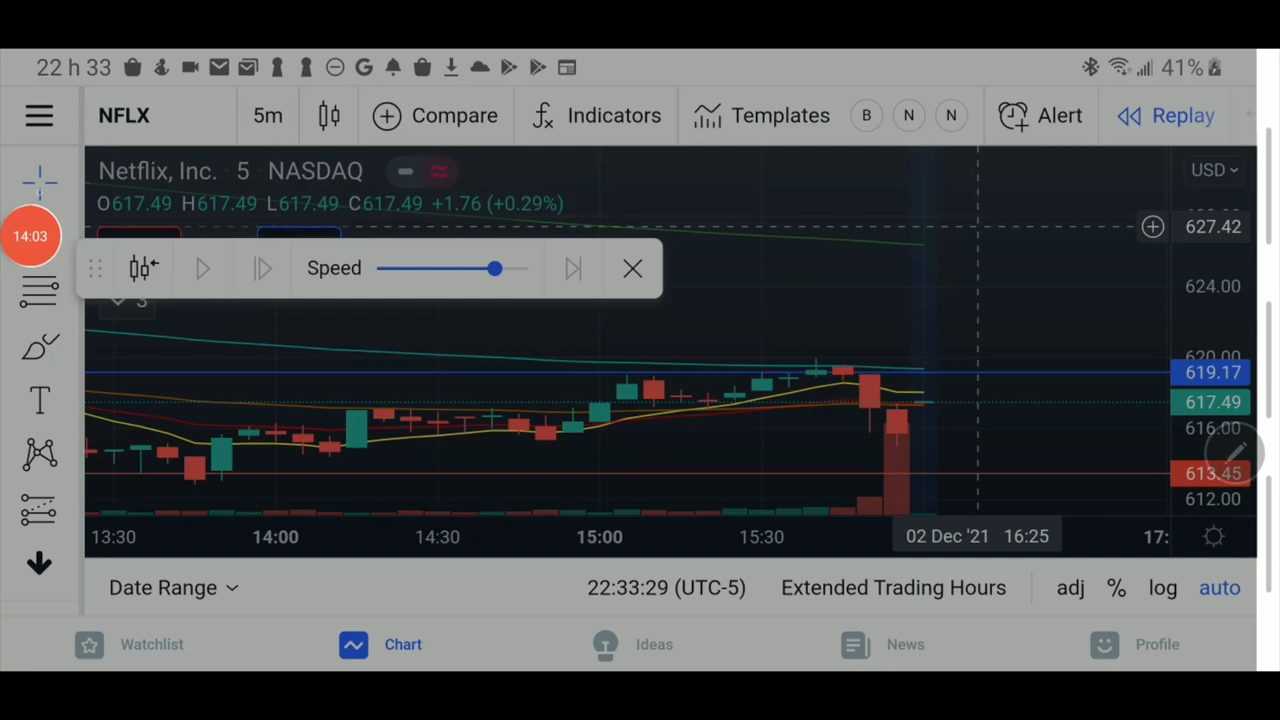 22 h 33 41%
NFLX 5m Compare Indicators Templates B N N Alert Replay
Netflix, Inc. · 5 · NASDAQ USD
O617.49 H617.49 L617.49 C617.49 +1.76 (+0.29%)
14:03
627.42
Speed
624.00
3
620.00
619.17
617.49
616.00
613.45
612.00
13:30 14:00 14:30 15:00 15:30 02 Dec '21 16:25 17:
Date Range 22:33:29 (UTC-5) Extended Trading Hours adj % log auto
Watchlist Chart Ideas News Profile